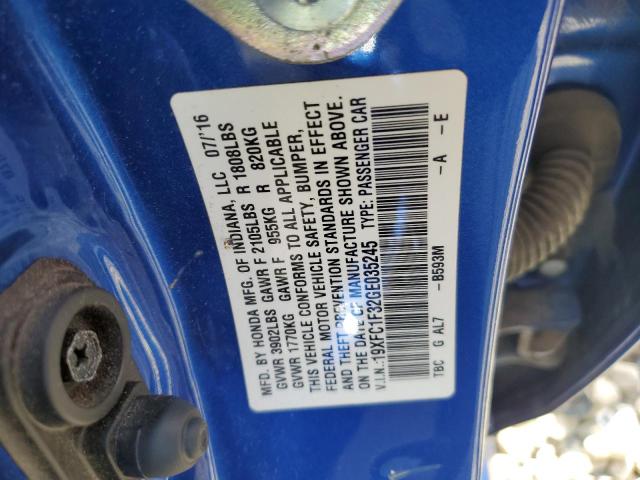 MFD. BY HONDA MFG. OF INDIANA, LLC 07/'16
GVWR 3902LBS GAWR F 2105LBS R 1808LBS
GVWR 1770KG GAWR F 955KG R 820KG
THIS VEHICLE CONFORMS TO ALL APPLICABLE
FEDERAL MOTOR VEHICLE SAFETY, BUMPER,
AND THEFT PREVENTION STANDARDS IN EFFECT
ON THE DATE OF MANUFACTURE SHOWN ABOVE.
V.I.N.:19XFC1F32GE035245 TYPE: PASSENGER CAR
TBC G AL7 -B593M -A -E